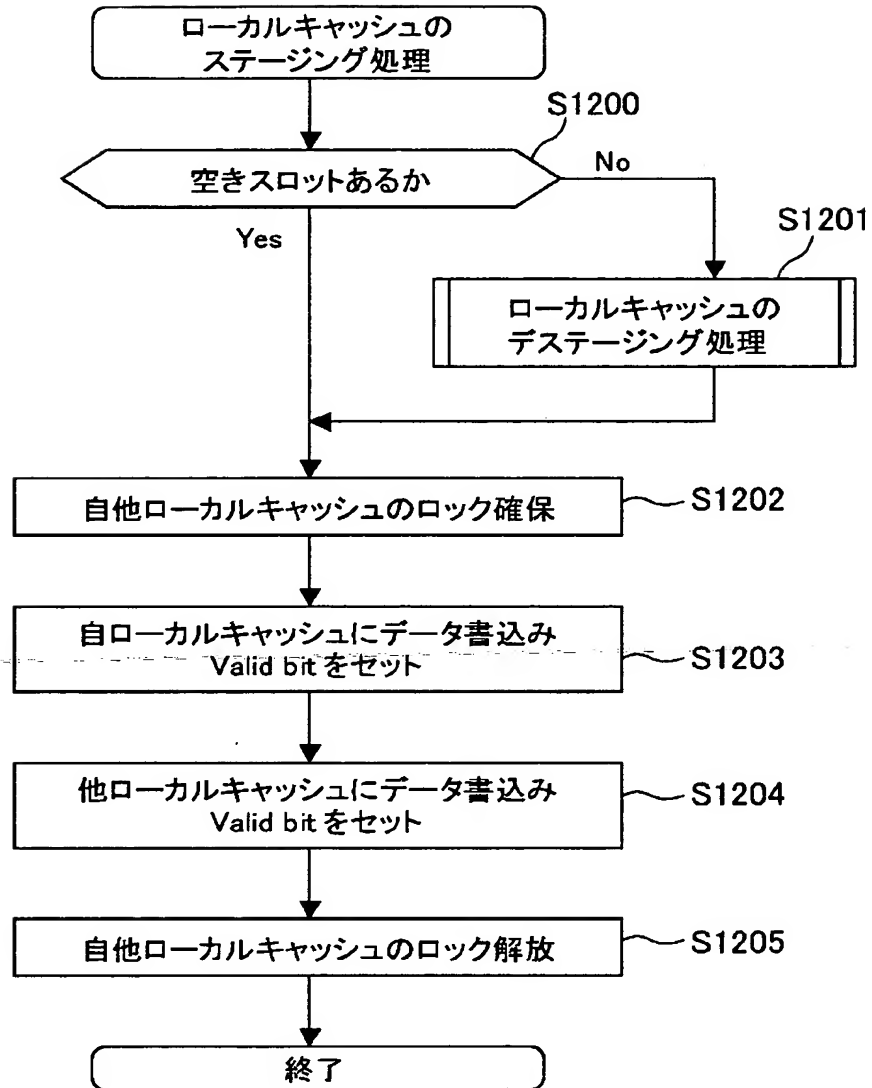 ローカルキャッシュの
ステージング処理
S1200
空きスロットあるか
No
Yes
S1201
ローカルキャッシュの
デステージング処理
自他ローカルキャッシュのロック確保
S1202
自ローカルキャッシュにデータ書込み
Valid bitをセット
S1203
他ローカルキャッシュにデータ書込み
Valid bitをセット
S1204
自他ローカルキャッシュのロック解放
S1205
終了